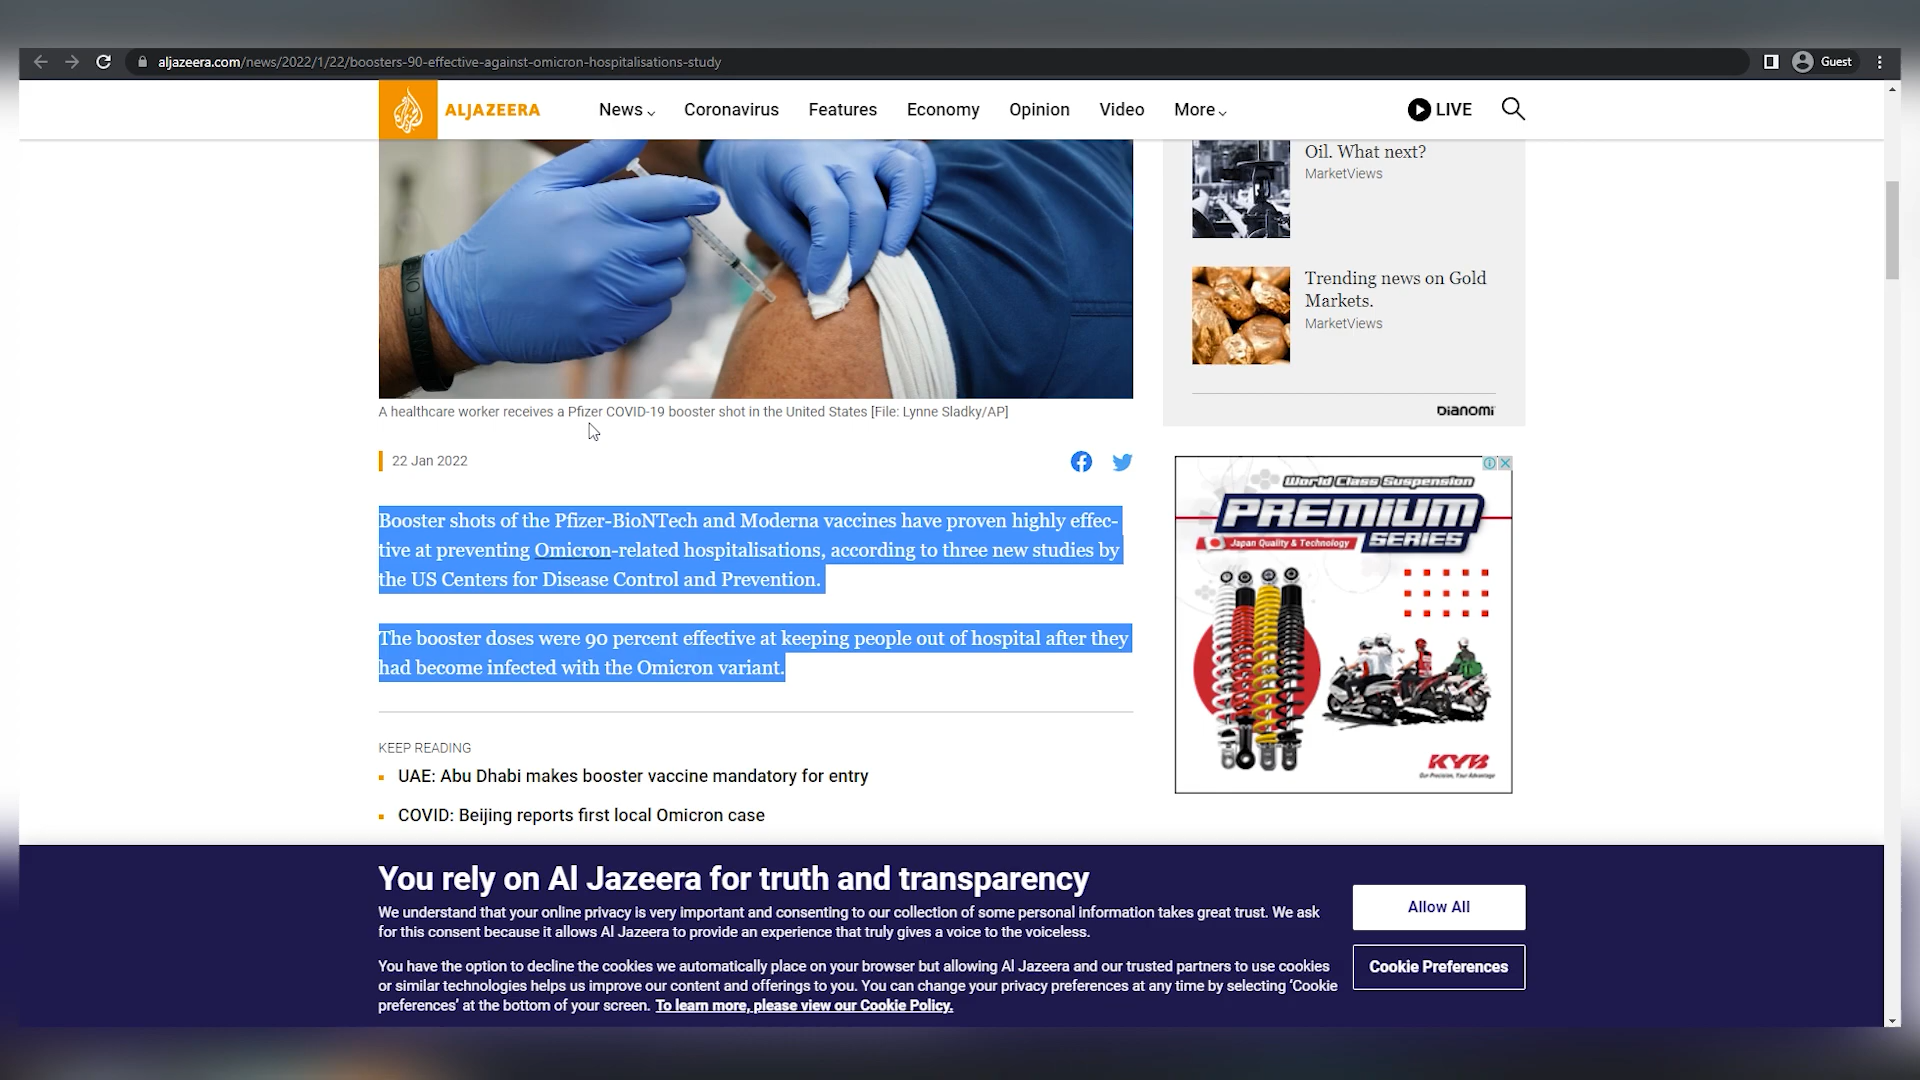 aljazeera.com/news/2022/1/22/boosters-90-effective-against-omicron-hospitalisations-study
Guest
ALJAZEERA
News
Coronavirus
Features
Economy
Opinion
Video
More
LIVE
Oil. What next?
MarketViews
Trending news on Gold
Markets.
MarketViews
Dianomi
A healthcare worker receives a Pfizer COVID-19 booster shot in the United States [File: Lynne Sladky/AP]
22 Jan 2022
Booster shots of the Pfizer-BioNTech and Moderna vaccines have proven highly effec-
tive at preventing Omicron-related hospitalisations, according to three new studies by
the US Centers for Disease Control and Prevention.
The booster doses were 90 percent effective at keeping people out of hospital after they
had become infected with the Omicron variant.
World Class Suspension
PREMIUM
Japan Quality & Technology
SERIES
KYB
Our Precision, Your Advantage
KEEP READING
UAE: Abu Dhabi makes booster vaccine mandatory for entry
COVID: Beijing reports first local Omicron case
You rely on Al Jazeera for truth and transparency
We understand that your online privacy is very important and consenting to our collection of some personal information takes great trust. We ask
for this consent because it allows Al Jazeera to provide an experience that truly gives a voice to the voiceless.
You have the option to decline the cookies we automatically place on your browser but allowing Al Jazeera and our trusted partners to use cookies
or similar technologies helps us improve our content and offerings to you. You can change your privacy preferences at any time by selecting ‘Cookie
preferences’ at the bottom of your screen. To learn more, please view our Cookie Policy.
Allow All
Cookie Preferences